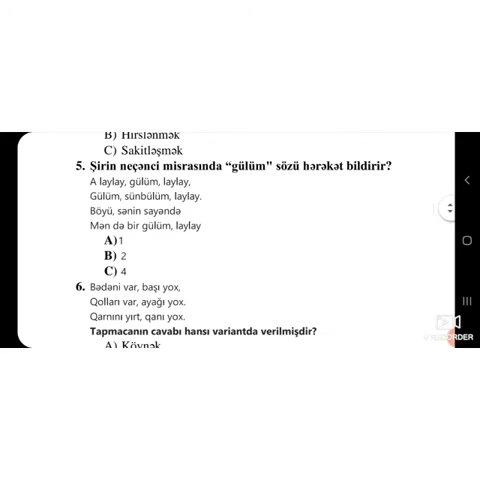 B) Hirslənmək
C) Sakitləşmək
5. Şirin neçənci misrasında “gülüm" sözü hərəkət bildirir?
A laylay, gülüm, laylay,
Gülüm, sünbülüm, laylay.
Böyü, sənin sayəndə
Mən də bir gülüm, laylay
A) 1
B) 2
C) 4
6. Bədəni var, başı yox,
Qolları var, ayağı yox.
Qarnını yırt, qanı yox.
Tapmacanın cavabı hansı variantda verilmişdir?
A) Köynək
RECORDER